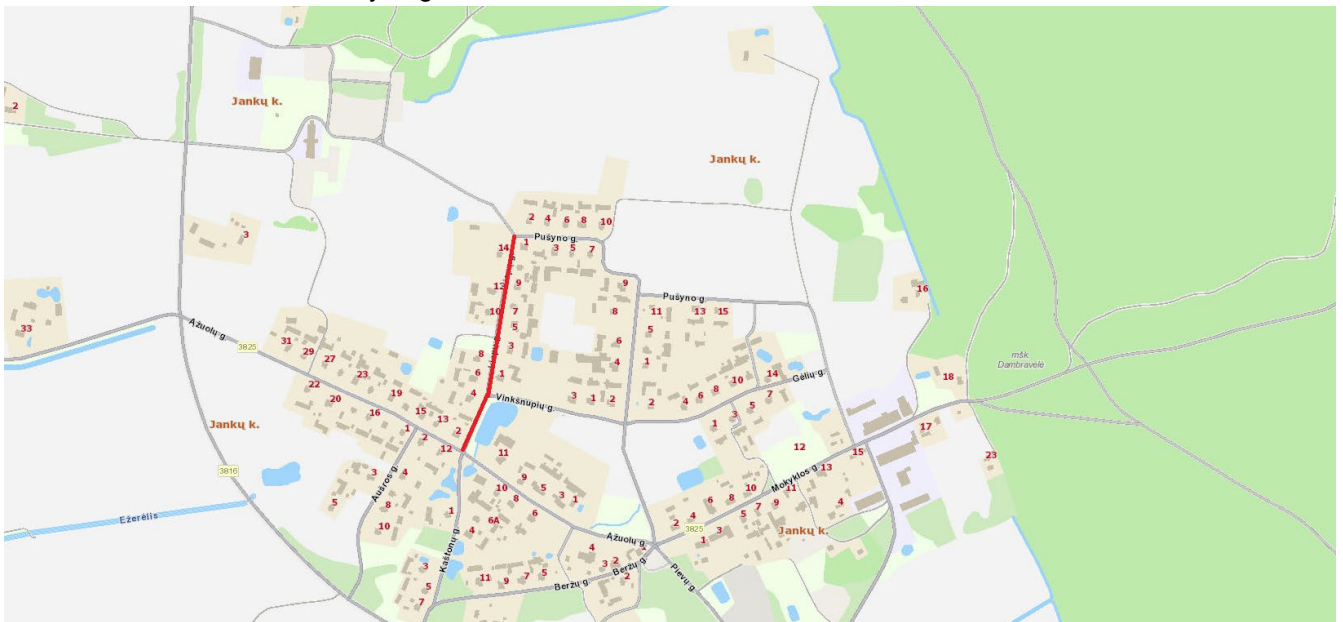 Jankų k.
2
Jankų k.
2 4 6 8 10
Pušyno g.
14 1 3 5 7
3
12 9 9
16
Pušyno g.
10 7 8 11 13 15
33
Ažuolų g.
5 6 5
31 29 27
3825
8 3 4 1
mšk.
Dambravelė
23 6 1
22 19 4
14
Gėlių g.
10
18
20 16 15 13 2
Vinkšnupių g.
3 1 2 2 4 6 8 5 7
Jankų k.
1 2 12 11
1 3
12 15 17
3816
Aušros g.
3 4 9 5 3 1
10 8 6
13
Mokyklos g.
23
Ežerėlis
5 8 10
1 6A 4
10 8 6 4 2
11 9 7 5 3 1
4
3825
Jankų k.
Kaštonų g.
Ažuolų g.
4 3 2 2
3 5 7
11 9 7 5
Beržų g.
Beržų g.
Pievų g.